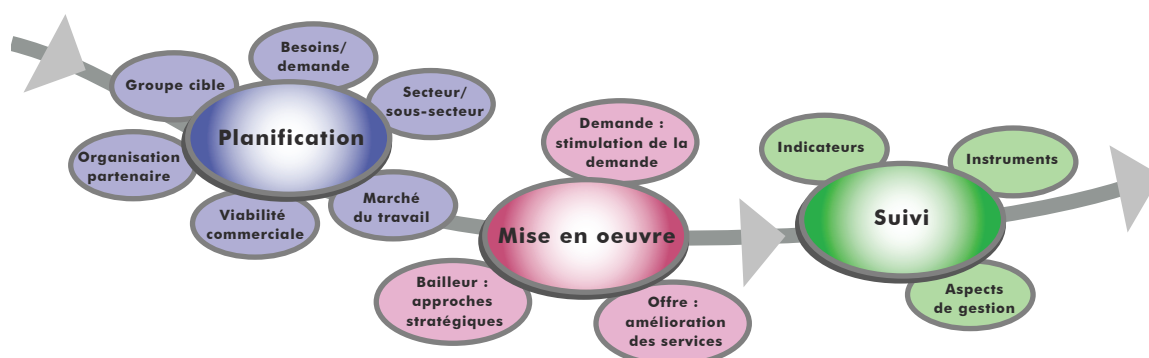 Besoins/
demande
Groupe cible
Secteur/
sous-secteur
Planification
Organisation
partenaire
Marché
du travail
Viabilité
commerciale
Demande :
stimulation de la
demande
Mise en oeuvre
Bailleur :
approches
stratégiques
Offre :
amélioration
des services
Indicateurs
Instruments
Suivi
Aspects
de gestion